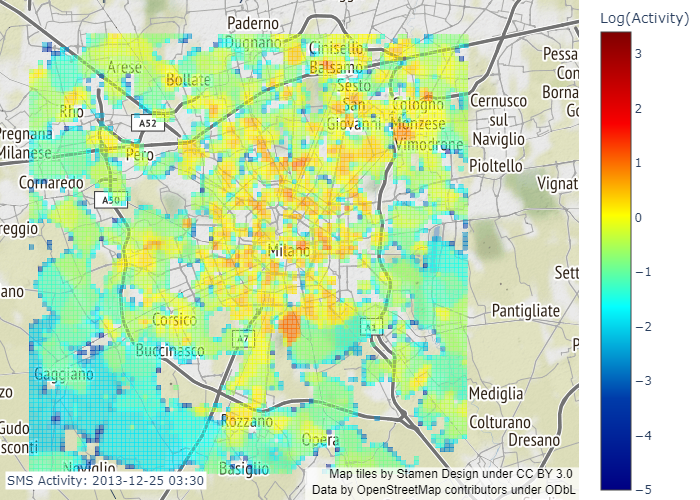 Paderno
Dugnano
Log(Activity)
Cinisello
Balsamo
Arese
Bollate
Sesto
San
Giovanni
Cologno
Monzese
Vimodrone
Cernusco
sul
Naviglio
Pessa
Con
Borna
Go
Rho
A52
Pregnana
Milanese
Pero
Pioltello
Cornaredo
Vignat
A50
reggio
Milano
Sett
ano
Pantigliate
Corsico
A7
A1
Buccinasco
P
Gaggiano
zo
Mediglia
Rozzano
Colturano
Gudo
sconti
Opera
Dresano
Noviglio
Basiglio
SMS Activity: 2013-12-25 03:30
Map tiles by Stamen Design under CC BY 3.0
Data by OpenStreetMap contributors under ODbL
3
2
1
0
−1
−2
−3
−4
−5